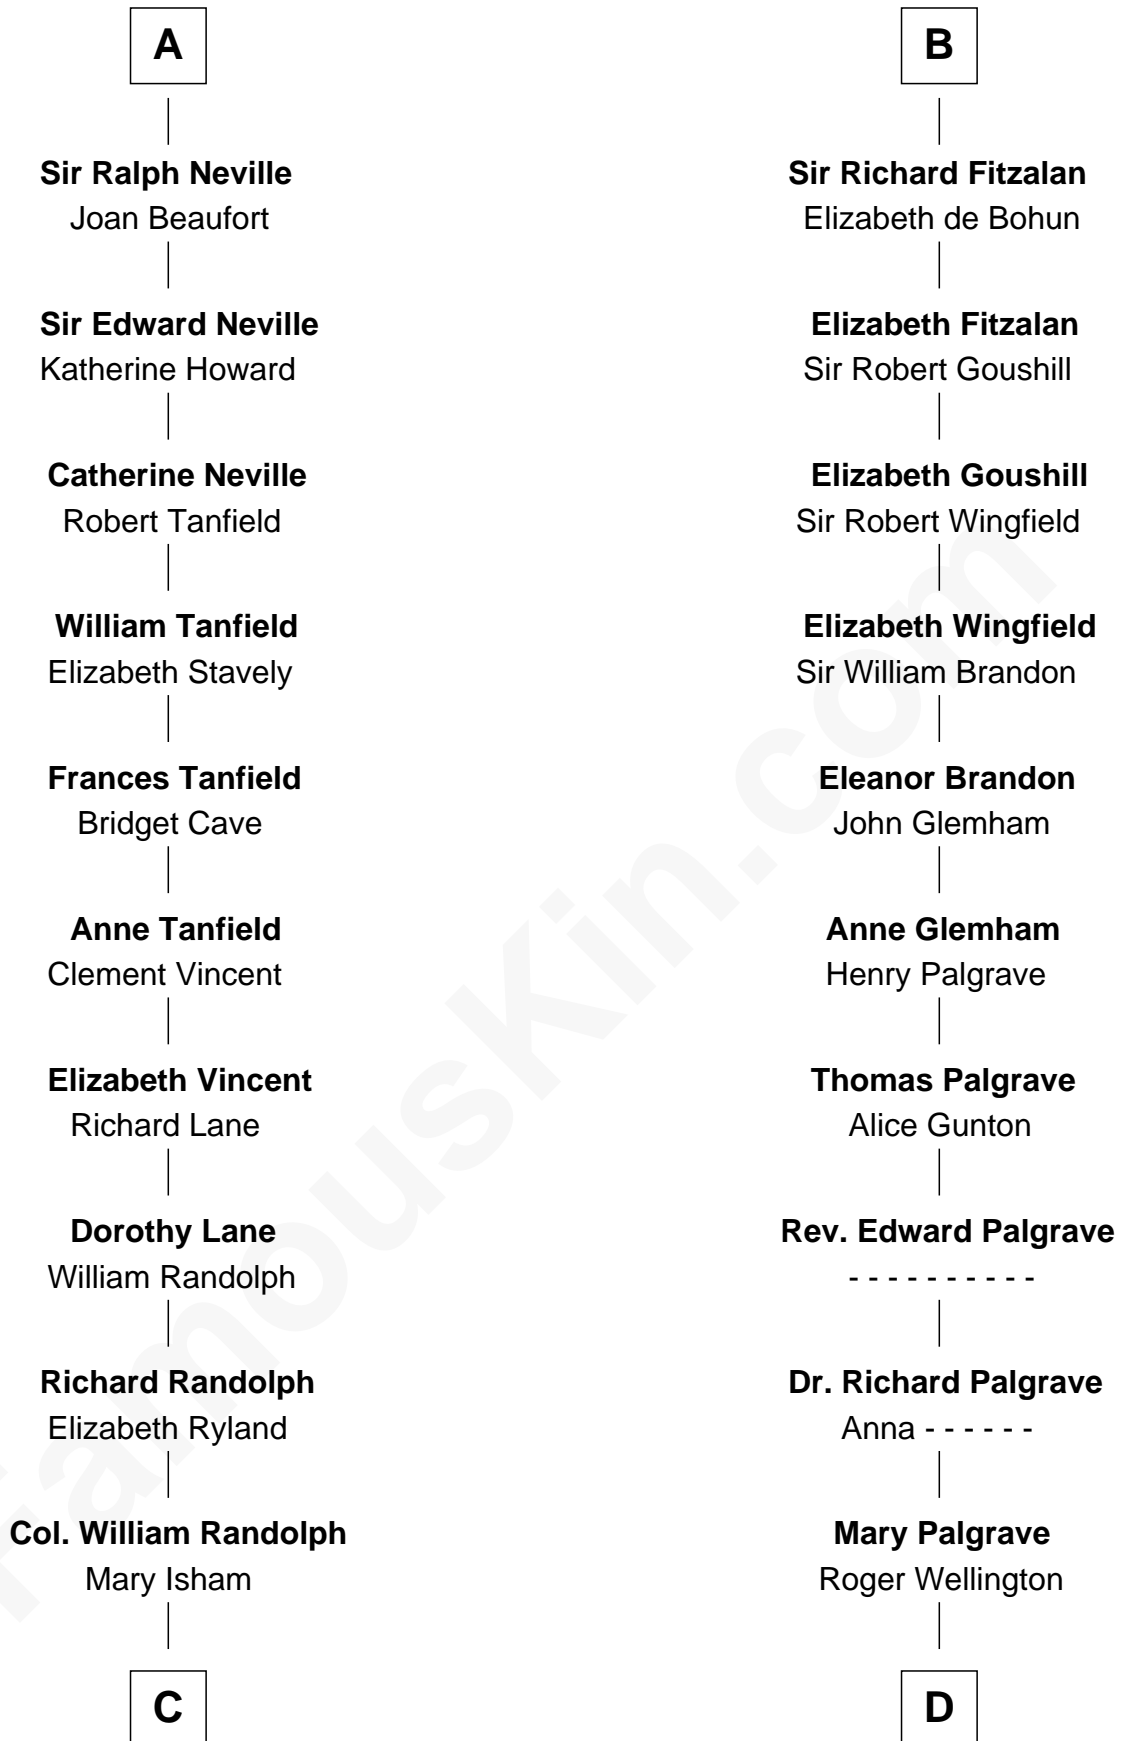 A
Sir Ralph Neville
Joan Beaufort
Sir Edward Neville
Katherine Howard
Catherine Neville
Robert Tanfield
William Tanfield
Elizabeth Stavely
Frances Tanfield
Bridget Cave
Anne Tanfield
Clement Vincent
Elizabeth Vincent
Richard Lane
Dorothy Lane
William Randolph
Richard Randolph
Elizabeth Ryland
Col. William Randolph
Mary Isham
C
B
Sir Richard Fitzalan
Elizabeth de Bohun
Elizabeth Fitzalan
Sir Robert Goushill
Elizabeth Goushill
Sir Robert Wingfield
Elizabeth Wingfield
Sir William Brandon
Eleanor Brandon
John Glemham
Anne Glemham
Henry Palgrave
Thomas Palgrave
Alice Gunton
Rev. Edward Palgrave
- - - - - - - - - -
Dr. Richard Palgrave
Anna - - - - - -
Mary Palgrave
Roger Wellington
D
FamousKin.com